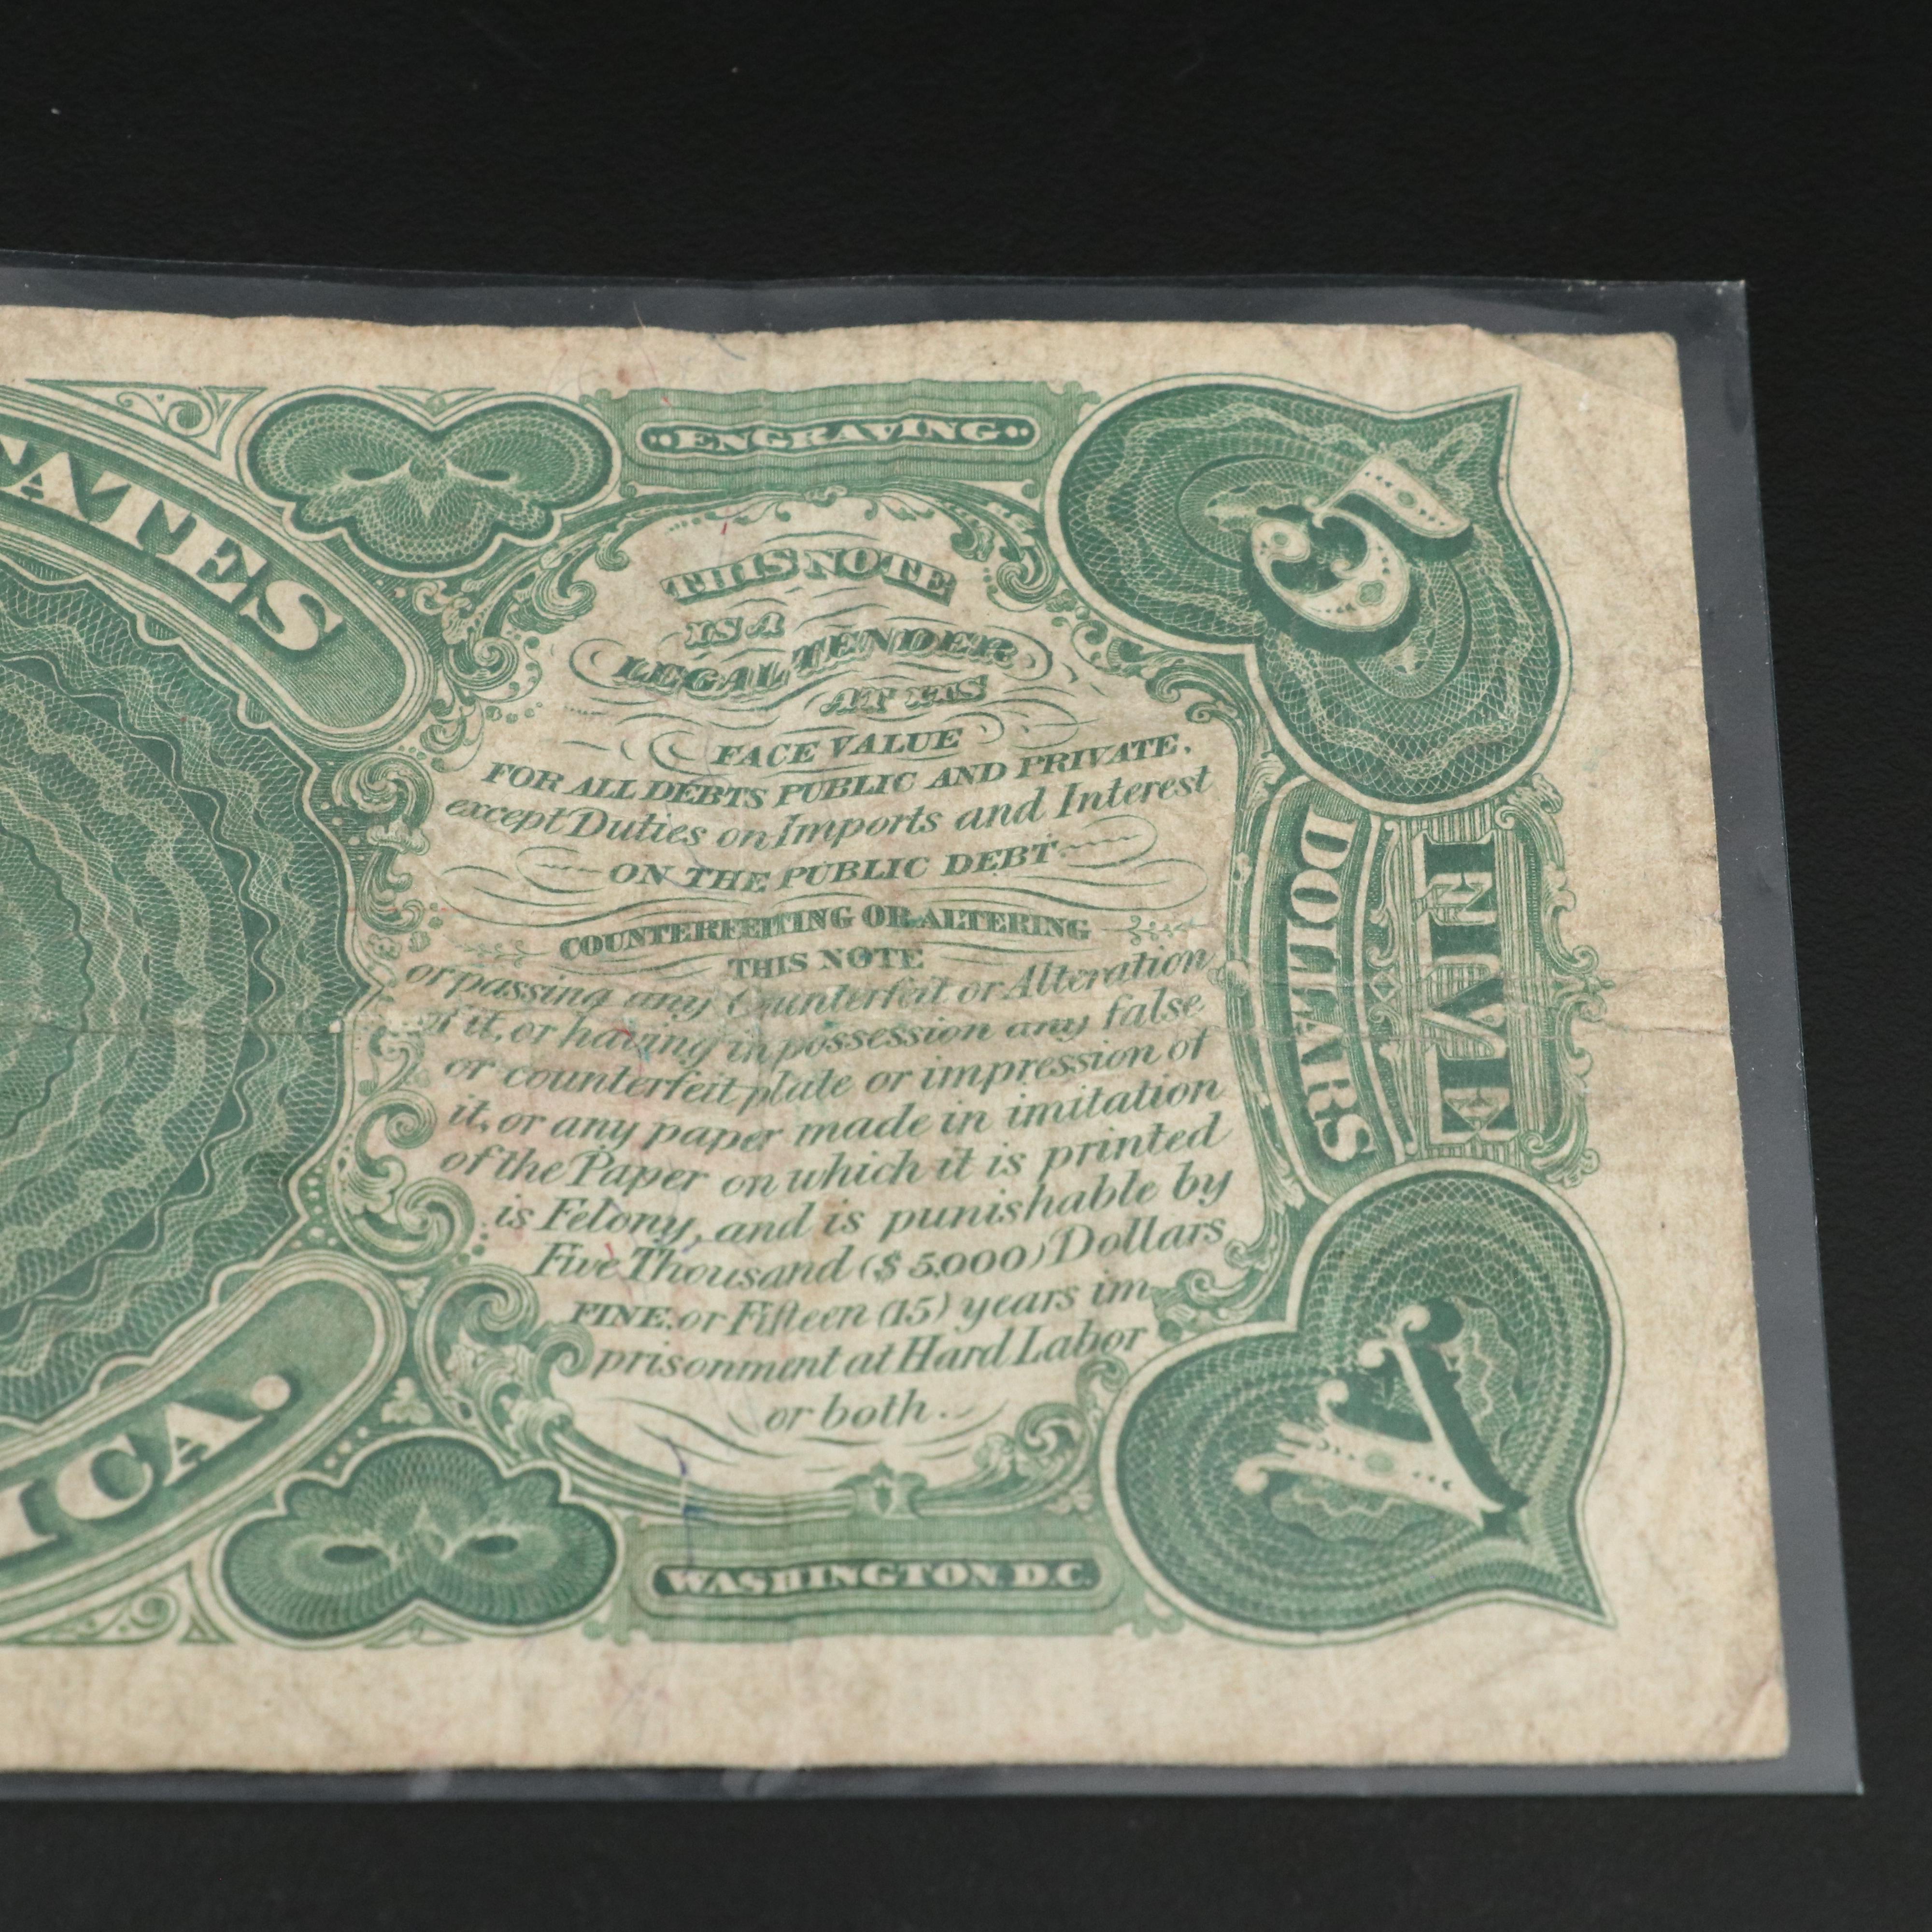 TATES
ENGRAVING
5
THIS NOTE
IS A
LEGAL TENDER
AT ITS
FACE VALUE
FOR ALL DEBTS PUBLIC AND PRIVATE,
except Duties on Imports and Interest
ON THE PUBLIC DEBT
COUNTERFEITING OR ALTERING
THIS NOTE
or passing any Counterfeit or Alteration
of it, or having in possession any false
or counterfeit plate or impression of
it, or any paper made in imitation
of the Paper on which it is printed
is Felony, and is punishable by
Five Thousand ($5,000) Dollars
FINE, or Fifteen (15) years im
prisonment at Hard Labor
or both.
FIVE
DOLLARS
V
ICA.
WASHINGTON, D.C.